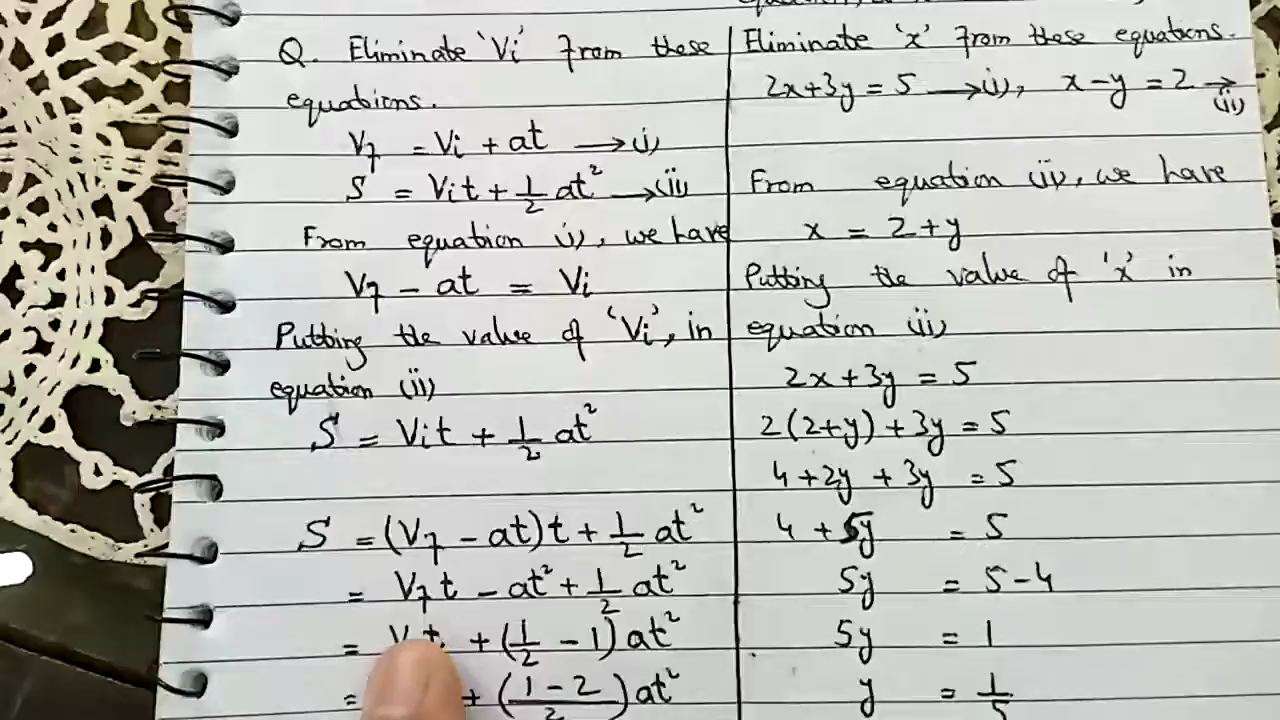 Q. Eliminate 'Vi' from these
equations.
Vf = Vi + at → i)
S = Vit + 1/2 at² → ii)
From equation i), we have
Vf - at = Vi
Putting the value of 'Vi', in
equation (ii)
S = Vit + 1/2 at²
S = (Vf - at)t + 1/2 at²
= Vf t - at² + 1/2 at²
= + (1/2 - 1) at²
= + (1-2/2) at²
Eliminate 'x' from these equations.
2x+3y = 5 → i), x-y = 2 →
(ii)
From equation ii), we have
x = 2+y
Putting the value of 'x' in
equation ii)
2x+3y = 5
2(2+y)+3y = 5
4+2y+3y = 5
4+5y = 5
5y = 5-4
5y = 1
y = 1/5